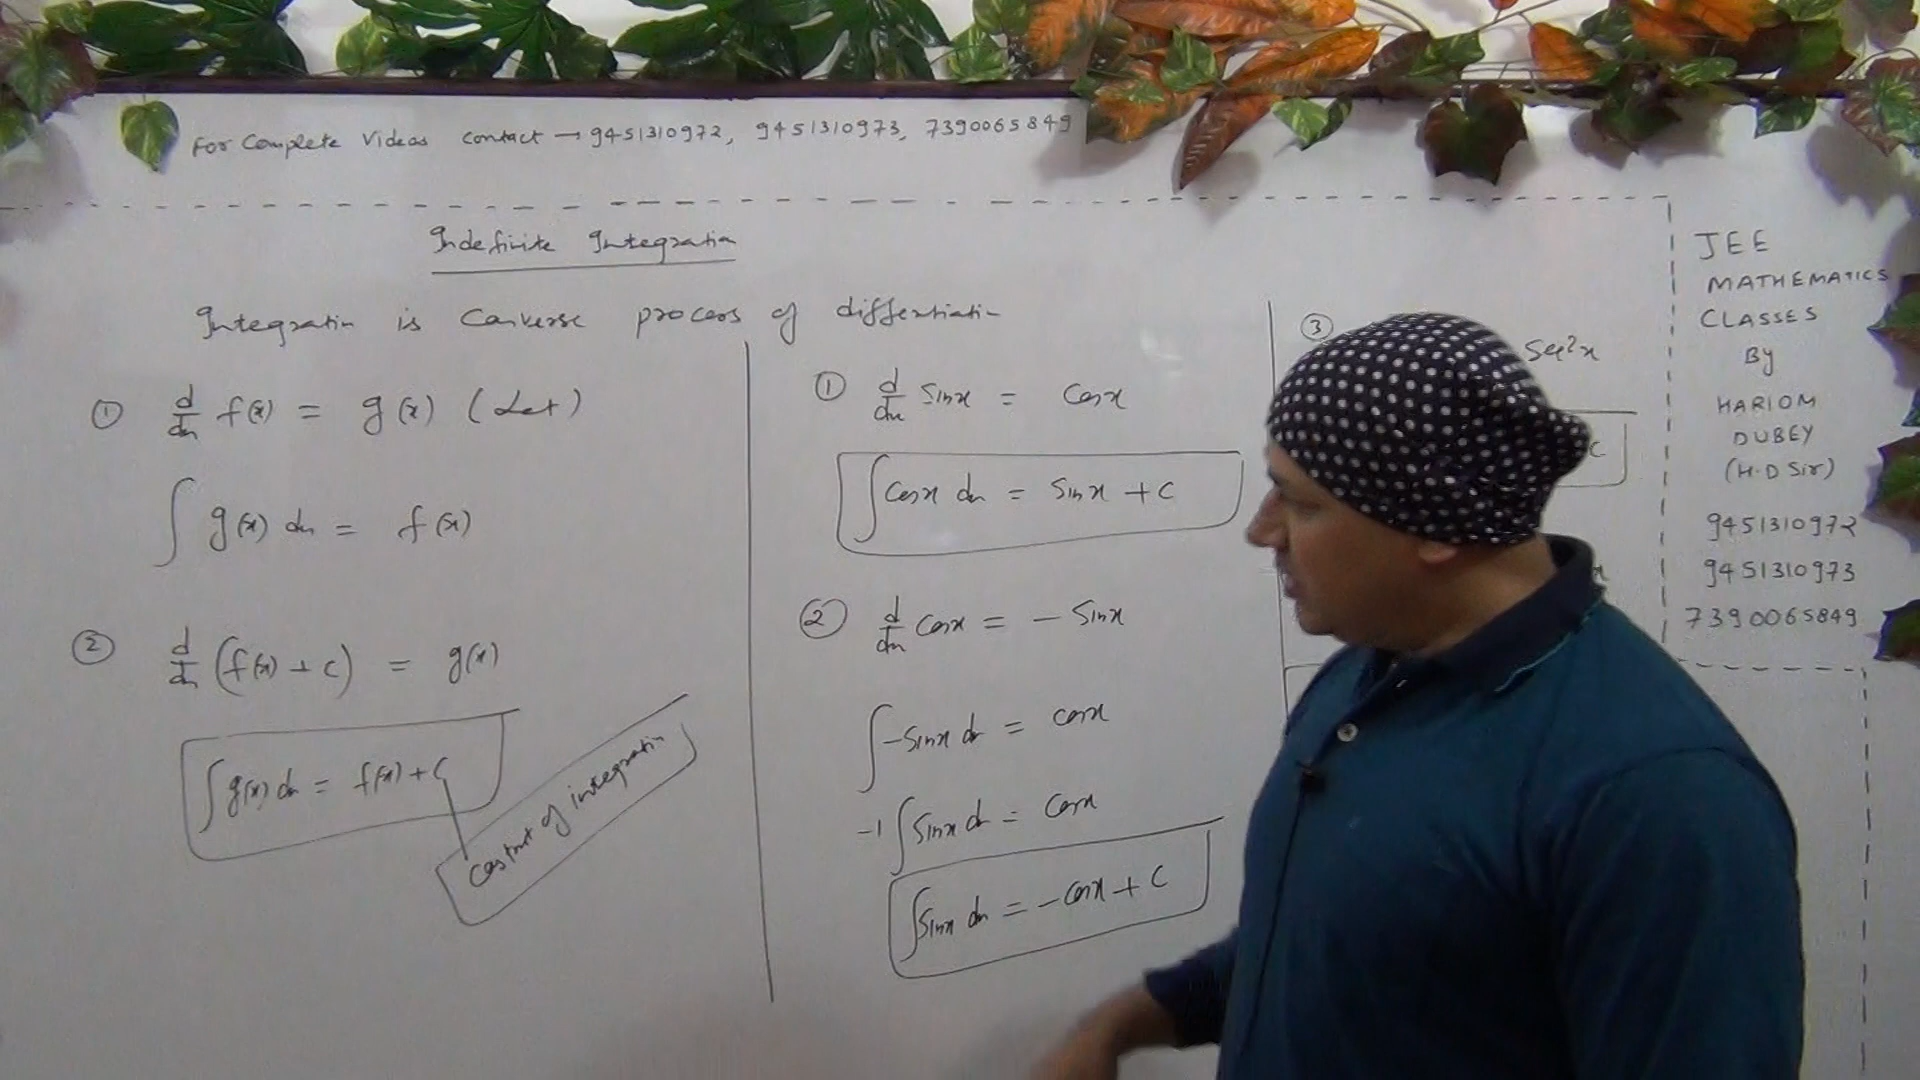 For Complete Videos contact → 9451310972, 9451310973, 7390065849
Indefinite Integration
Integration is Converse process of differentiation
① d/dx f(x) = g(x) (Let)
∫ g(x) dx = f(x)
② d/dx (f(x) + c) = g(x)
∫ g(x) dx = f(x) + c
constant of integration
① d/dx sinx = cosx
∫ cosx dx = sinx + c
② d/dx cosx = - sinx
∫ -sinx dx = cosx
-1 ∫ sinx dx = cosx
∫ sinx dx = - cosx + c
③
sec²x
c
x
JEE
MATHEMATICS
CLASSES
By
HARIOM
DUBEY
(H.D Sir)
9451310972
9451310973
7390065849